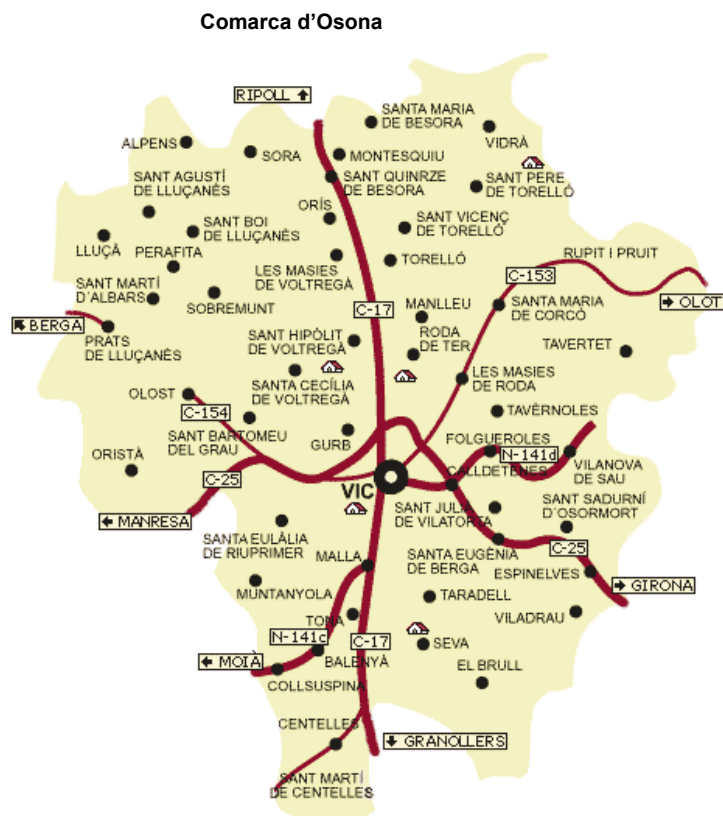 Comarca d'Osona
RIPOLL
SANTA MARIA
DE BESORA
VIDRÀ
ALPENS
SORA
MONTESQUIU
SANT QUINRZE
DE BESORA
SANT PERE
DE TORELLÓ
SANT AGUSTÍ
DE LLUÇANÈS
ORÍS
SANT BOI
DE LLUÇANÈS
SANT VICENÇ
DE TORELLÓ
LLUÇÀ
PERAFITA
LES MASIES
DE VOLTREGÀ
TORELLÓ
RUPIT I PRUIT
C-153
SANT MARTÍ
D'ALBARS
SOBREMUNT
C-17
MANLLEU
SANTA MARIA
DE CORCÓ
OLOT
BERGA
PRATS
DE LLUÇANÈS
SANT HIPÒLIT
DE VOLTREGÀ
RODA
DE TER
TAVERTET
OLOST
SANTA CECÍLIA
DE VOLTREGÀ
LES MASIES
DE RODA
C-154
SANT BARTOMEU
DEL GRAU
GURB
TAVÈRNOLES
FOLGUEROLES
N-141d
ORISTÀ
C-25
VIC
CALLDETENES
VILANOVA
DE SAU
MANRESA
SANT JULIÀ
DE VILATORTA
SANT SADURNÍ
D'OSORMORT
SANTA EULÀLIA
DE RIUPRIMER
MALLA
SANTA EUGÈNIA
DE BERGA
C-25
ESPINELVES
GIRONA
MUNTANYOLA
TARADELL
TONA
VILADRAU
N-141c
C-17
SEVA
MOIÀ
BALENYÀ
EL BRULL
COLLSUSPINA
CENTELLES
GRANOLLERS
SANT MARTÍ
DE CENTELLES